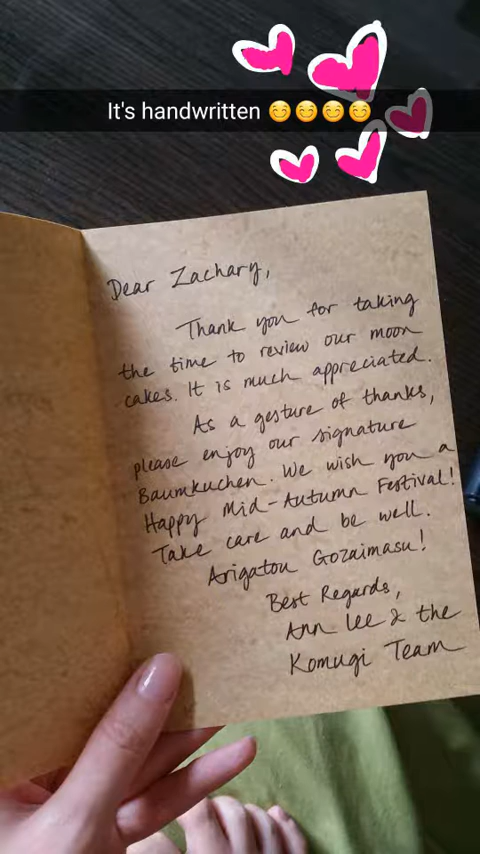 It's handwritten 😊😊😊😊
Dear Zachary,
Thank you for taking
the time to review our moon
cakes. It is much appreciated.
As a gesture of thanks,
please enjoy our signature
Baumkuchen. We wish you a
Happy Mid-Autumn Festival!
Take care and be well.
Arigatou Gozaimasu!
Best Regards,
Ann Lee & the
Komugi Team